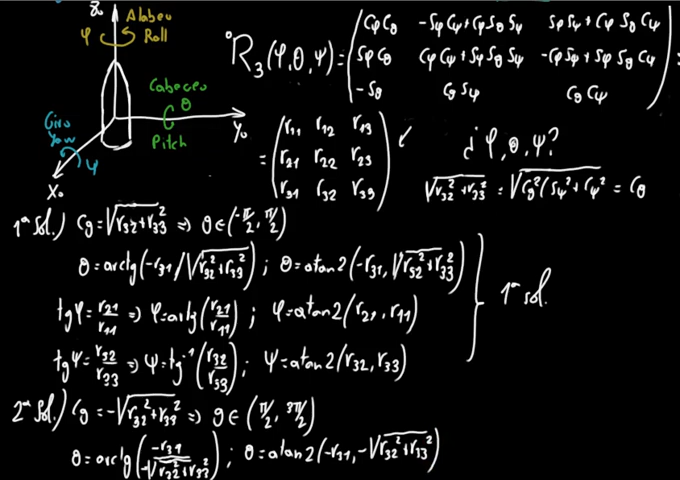 Z₀
Alabeo
φ Roll
Cabeceo
θ
Y₀
Pitch
Giro
Yaw
ψ
X₀
⁰R₃(φ,θ,ψ) = ( CφCθ  -SφCψ+CφSθSψ  SφSψ+CφSθCψ
SφCθ  CφCψ+SφSθSψ  -CφSψ+SφSθCψ
-Sθ  CθSψ  CθCψ ) =
= ( r11 r12 r13
r21 r22 r23
r31 r32 r33 )
¿φ,θ,ψ?
√(r32²+r33²) = √(Cθ²(Sψ²+Cψ²) = Cθ
1ª sol.) Cθ=√(r32²+r33²) ⇒ θ∈(-π/2, π/2)
θ=arctg(-r31/√(r32²+r33²)) ; θ=atan2(-r31, √(r32²+r33²))
tgφ=r21/r11 ⇒ φ=arctg(r21/r11) ; φ=atan2(r21, r11)
1ª sol.
tgψ=r32/r33 ⇒ ψ=tg⁻¹(r32/r33) ; ψ=atan2(r32, r33)
2ª sol.) Cθ=-√(r32²+r33²) ⇒ θ∈(π/2, 3π/2)
θ=arctg(-r31/-√(r32²+r33²)) ; θ=atan2(-r31, -√(r32²+r33²))